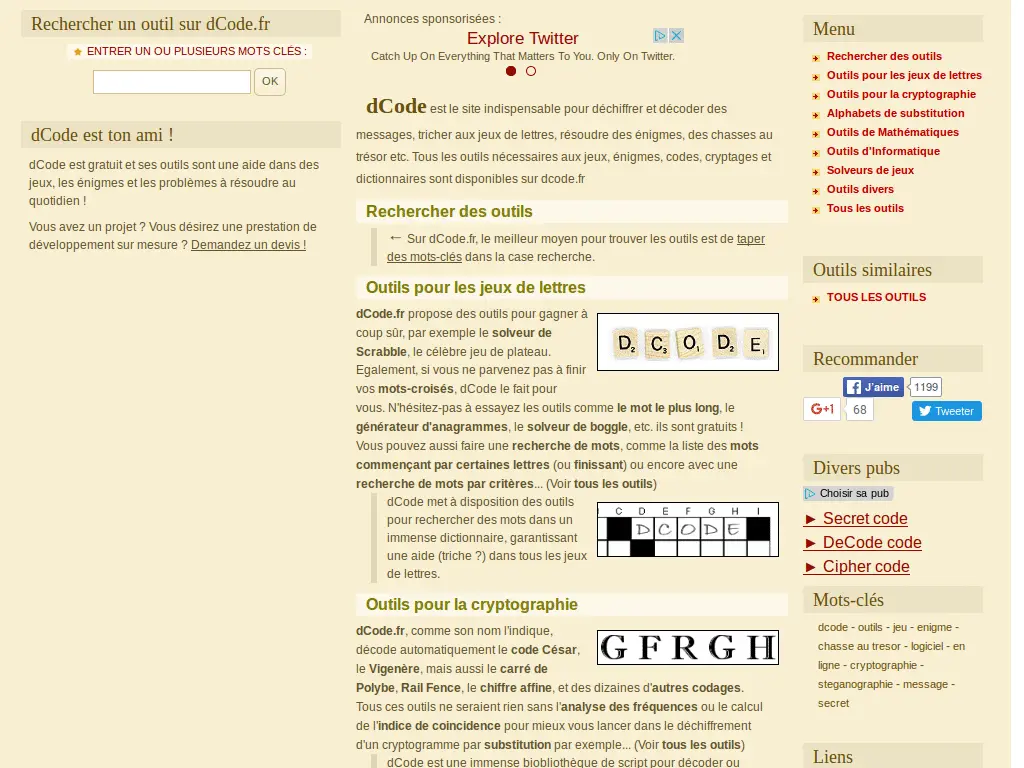 Rechercher un outil sur dCode.fr
ENTRER UN OU PLUSIEURS MOTS CLÉS :
OK
dCode est ton ami !
dCode est gratuit et ses outils sont une aide dans des
jeux, les énigmes et les problèmes à résoudre au
quotidien !
Vous avez un projet ? Vous désirez une prestation de
développement sur mesure ? Demandez un devis !
Annonces sponsorisées :
Explore Twitter
Catch Up On Everything That Matters To You. Only On Twitter.
dCode est le site indispensable pour déchiffrer et décoder des
messages, tricher aux jeux de lettres, résoudre des énigmes, des chasses au
trésor etc. Tous les outils nécessaires aux jeux, énigmes, codes, cryptages et
dictionnaires sont disponibles sur dcode.fr
Rechercher des outils
← Sur dCode.fr, le meilleur moyen pour trouver les outils est de taper
des mots-clés dans la case recherche.
Outils pour les jeux de lettres
dCode.fr propose des outils pour gagner à
coup sûr, par exemple le solveur de
Scrabble, le célèbre jeu de plateau.
Egalement, si vous ne parvenez pas à finir
vos mots-croisés, dCode le fait pour
vous. N'hésitez-pas à essayez les outils comme le mot le plus long, le
générateur d'anagrammes, le solveur de boggle, etc. ils sont gratuits !
Vous pouvez aussi faire une recherche de mots, comme la liste des mots
commençant par certaines lettres (ou finissant) ou encore avec une
recherche de mots par critères... (Voir tous les outils)
D2 C3 O1 D2 E1
dCode met à disposition des outils
pour rechercher des mots dans un
immense dictionnaire, garantissant
une aide (triche ?) dans tous les jeux
de lettres.
C D E F G H I
D C O D E
Outils pour la cryptographie
dCode.fr, comme son nom l'indique,
décode automatiquement le code César,
le Vigenère, mais aussi le carré de
Polybe, Rail Fence, le chiffre affine, et des dizaines d'autres codages.
Tous ces outils ne seraient rien sans l'analyse des fréquences ou le calcul
de l'indice de coincidence pour mieux vous lancer dans le déchiffrement
d'un cryptogramme par substitution par exemple... (Voir tous les outils)
GFRGH
dCode est une immense biobliothèque de script pour décoder ou
Menu
Rechercher des outils
Outils pour les jeux de lettres
Outils pour la cryptographie
Alphabets de substitution
Outils de Mathématiques
Outils d'Informatique
Solveurs de jeux
Outils divers
Tous les outils
Outils similaires
TOUS LES OUTILS
Recommander
J'aime 1199
G+1 68 Tweeter
Divers pubs
Choisir sa pub
► Secret code
► DeCode code
► Cipher code
Mots-clés
dcode - outils - jeu - enigme -
chasse au tresor - logiciel - en
ligne - cryptographie -
steganographie - message -
secret
Liens